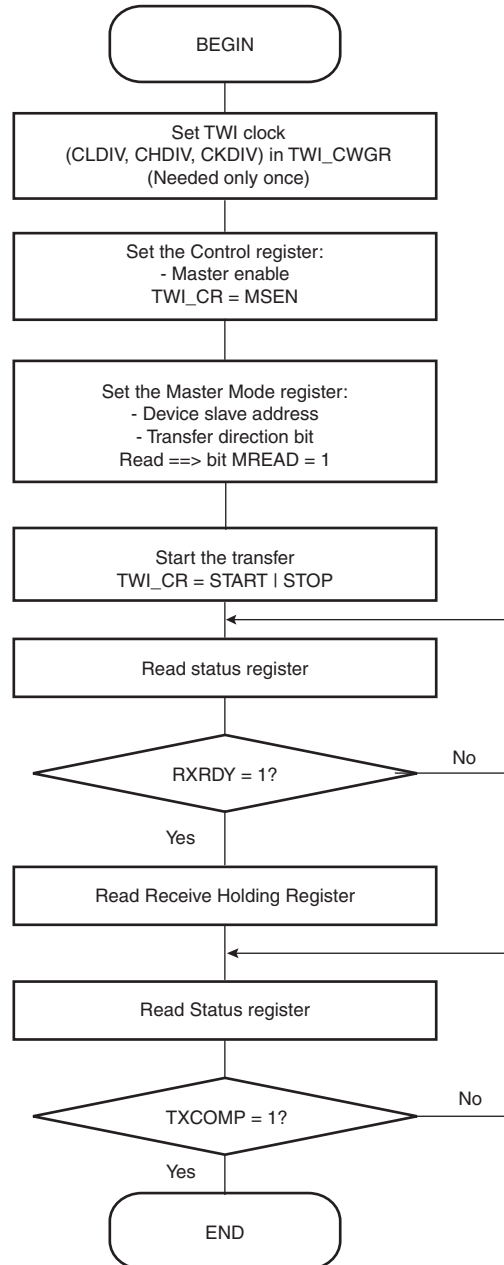 BEGIN
Set TWI clock
(CLDIV, CHDIV, CKDIV) in TWI_CWGR
(Needed only once)
Set the Control register:
- Master enable
TWI_CR = MSEN
Set the Master Mode register:
- Device slave address
- Transfer direction bit
Read ==> bit MREAD = 1
Start the transfer
TWI_CR = START | STOP
Read status register
RXRDY = 1?
No
Yes
Read Receive Holding Register
Read Status register
TXCOMP = 1?
No
Yes
END